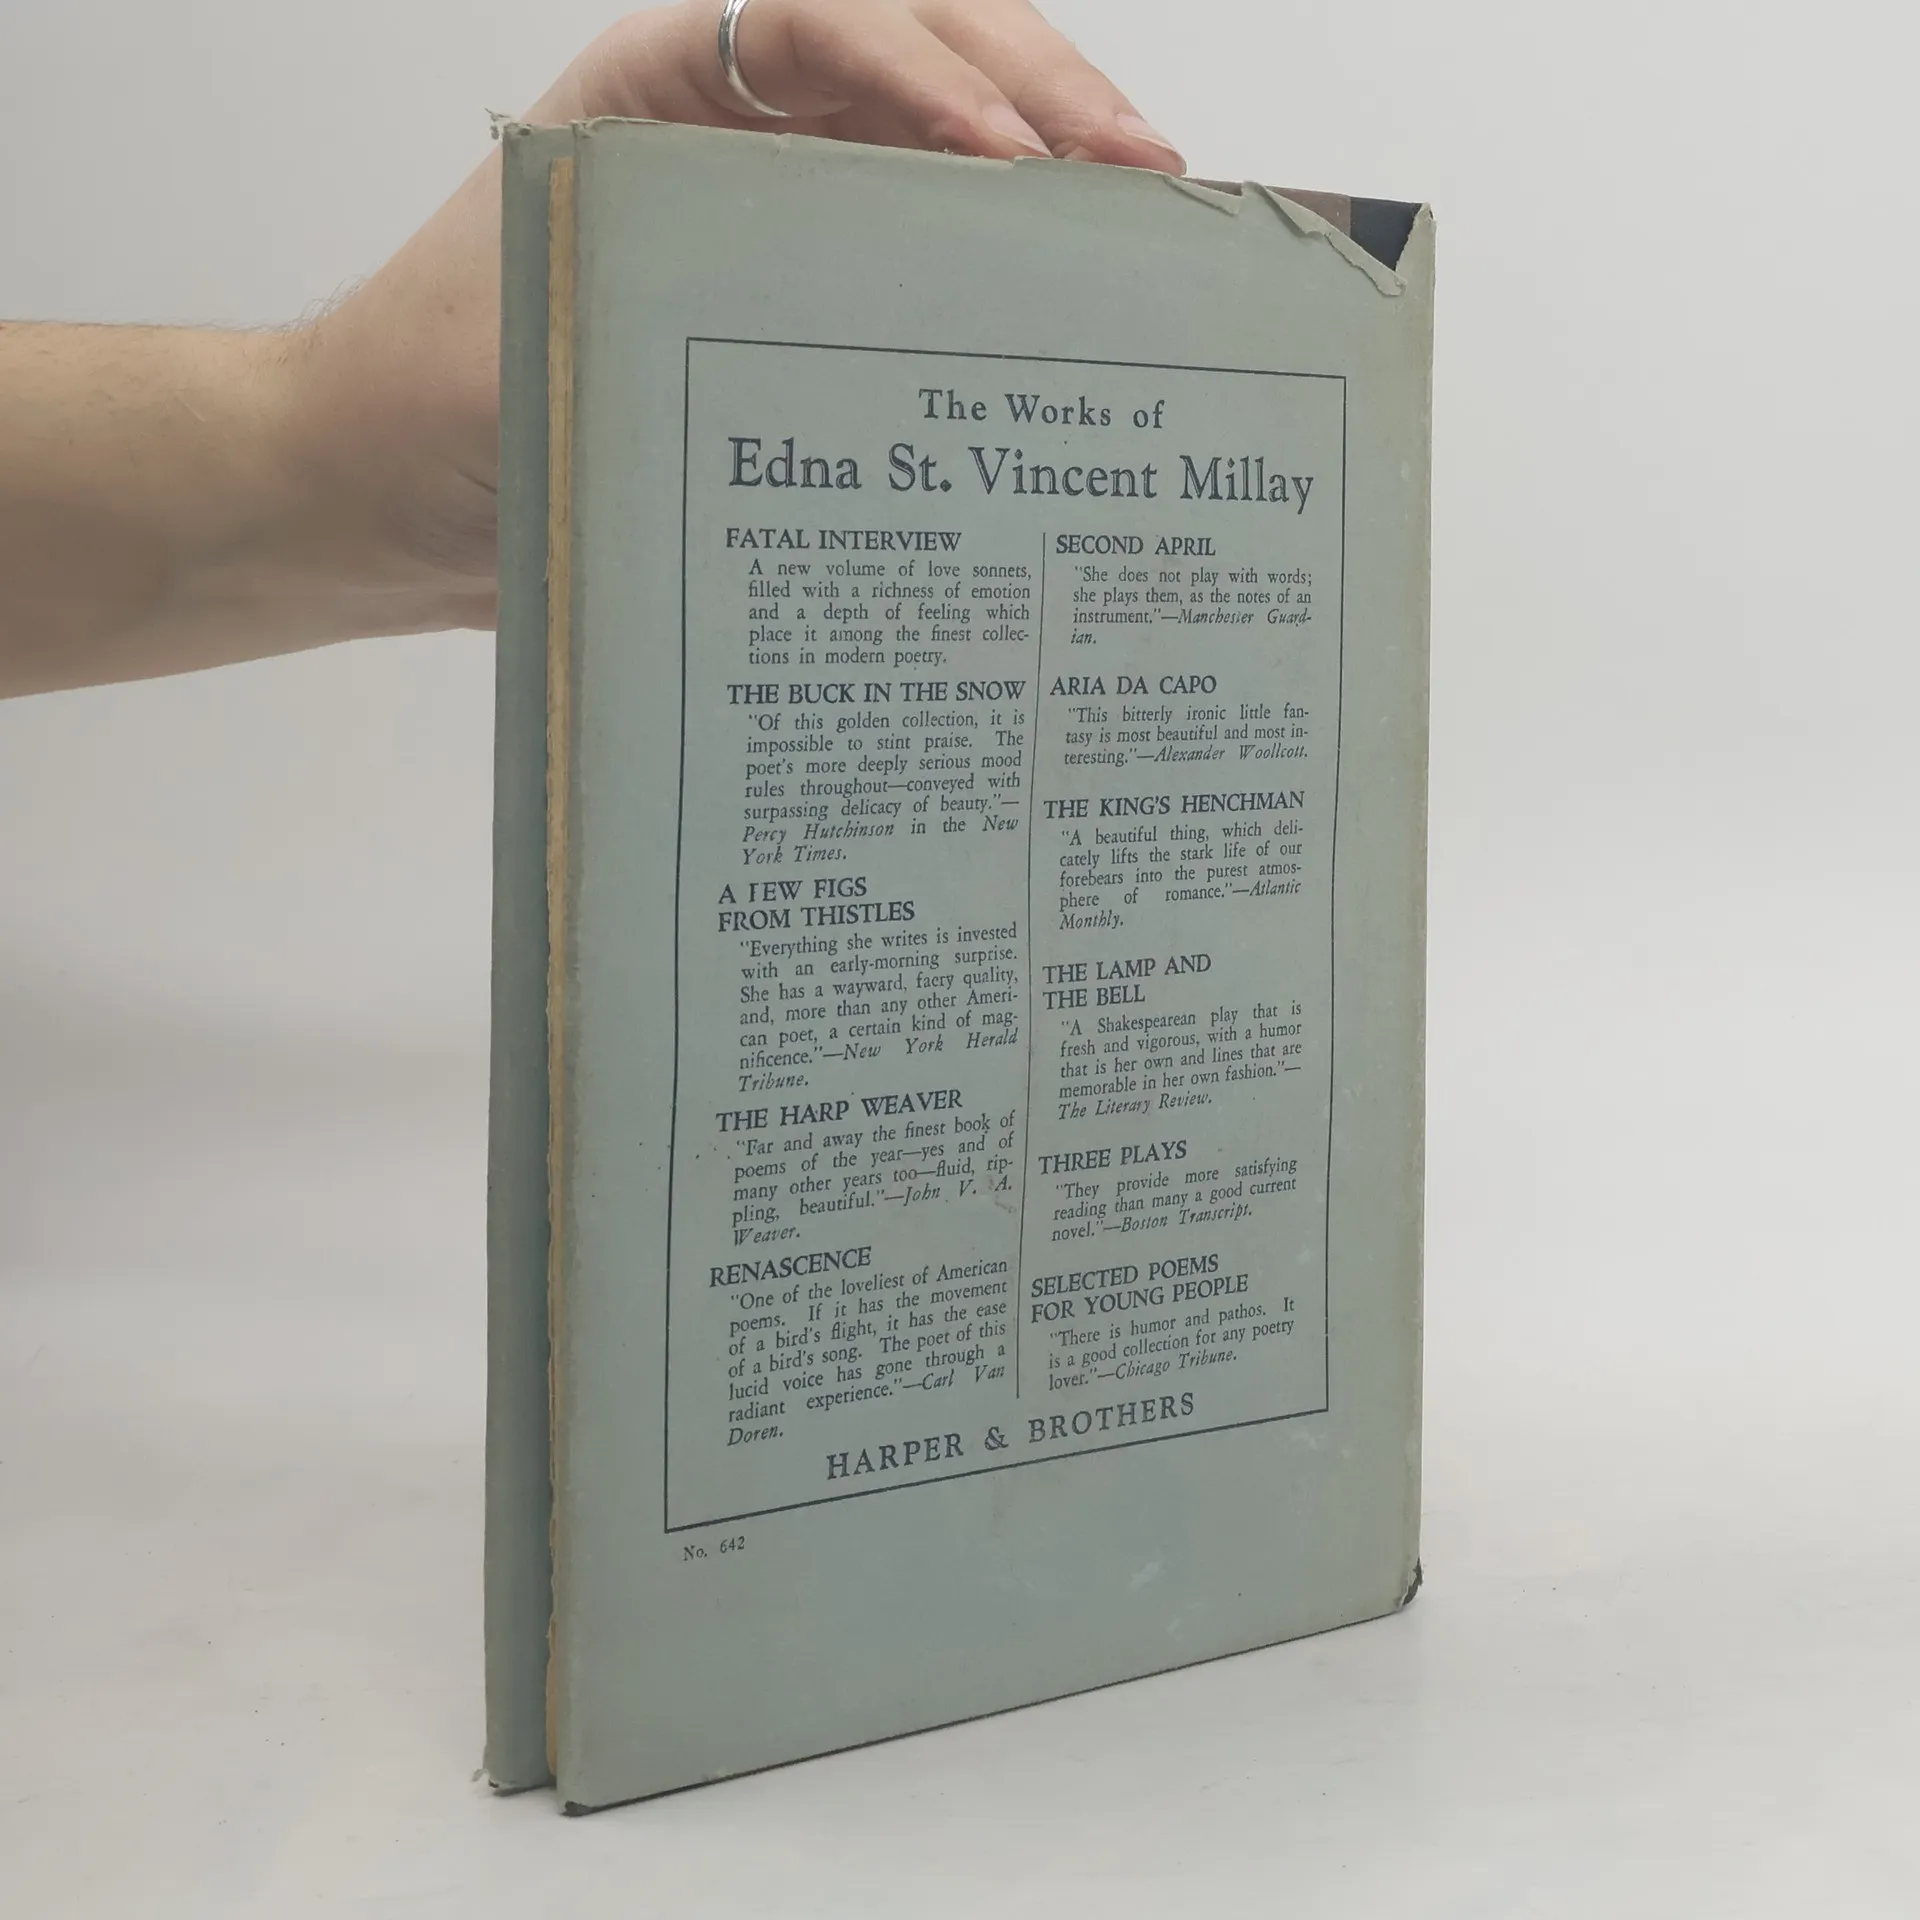 The Works of
Edna St. Vincent Millay
FATAL INTERVIEW
A new volume of love sonnets,
filled with a richness of emotion
and a depth of feeling which
place it among the finest collec-
tions in modern poetry.
THE BUCK IN THE SNOW
"Of this golden collection, it is
impossible to stint praise. The
poet's more deeply serious mood
rules throughout—conveyed with
surpassing delicacy of beauty."—
Percy Hutchinson in the New
York Times.
A FEW FIGS
FROM THISTLES
"Everything she writes is invested
with an early-morning surprise.
She has a wayward, faery quality,
and, more than any other Ameri-
can poet, a certain kind of mag-
nificence."—New York Herald
Tribune.
THE HARP WEAVER
"Far and away the finest book of
poems of the year—yes and of
many other years too—fluid, rip-
pling, beautiful."—John V. A.
Weaver.
RENASCENCE
"One of the loveliest of American
poems. If it has the movement
of a bird's flight, it has the ease
of a bird's song. The poet of this
lucid voice has gone through a
radiant experience."—Carl Van
Doren.
SECOND APRIL
"She does not play with words;
she plays them, as the notes of an
instrument."—Manchester Guard-
ian.
ARIA DA CAPO
"This bitterly ironic little fan-
tasy is most beautiful and most in-
teresting."—Alexander Woollcott.
THE KING'S HENCHMAN
"A beautiful thing, which deli-
cately lifts the stark life of our
forebears into the purest atmos-
phere of romance."—Atlantic
Monthly.
THE LAMP AND
THE BELL
"A Shakespearean play that is
fresh and vigorous, with a humor
that is her own and lines that are
memorable in her own fashion."—
The Literary Review.
THREE PLAYS
"They provide more satisfying
reading than many a good current
novel."—Boston Transcript.
SELECTED POEMS
FOR YOUNG PEOPLE
"There is humor and pathos. It
is a good collection for any poetry
lover."—Chicago Tribune.
HARPER & BROTHERS
No. 642